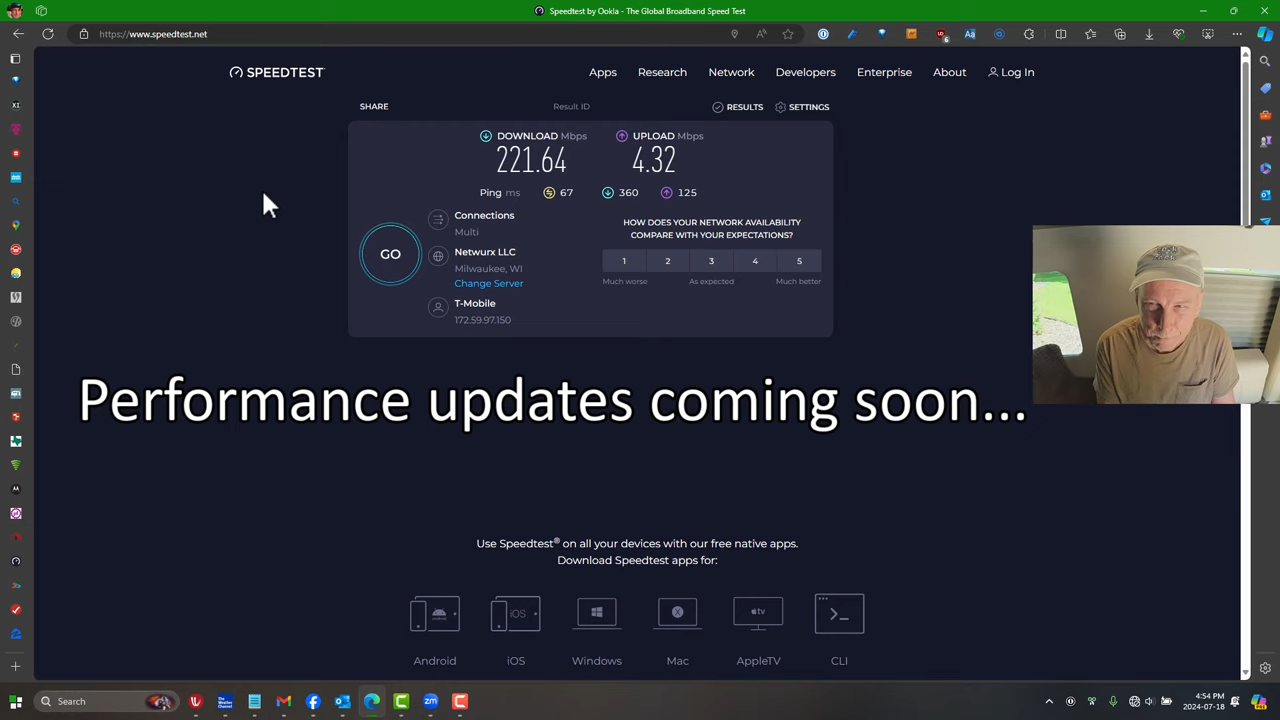 Speedtest by Ookla - The Global Broadband Speed Test
https://www.speedtest.net
6
SPEEDTEST
Apps
Research
Network
Developers
Enterprise
About
Log In
SHARE
Result ID
RESULTS
SETTINGS
DOWNLOAD Mbps
UPLOAD Mbps
221.64
4.32
Ping ms
67
360
125
GO
Connections
Multi
Netwurx LLC
Milwaukee, WI
Change Server
T-Mobile
172.59.97.150
HOW DOES YOUR NETWORK AVAILABILITY
COMPARE WITH YOUR EXPECTATIONS?
1 2 3 4 5
Much worse
As expected
Much better
Performance updates coming soon...
Use Speedtest® on all your devices with our free native apps.
Download Speedtest apps for:
iOS
tv
Android
iOS
Windows
Mac
AppleTV
CLI
Search
4:54 PM
2024-07-18